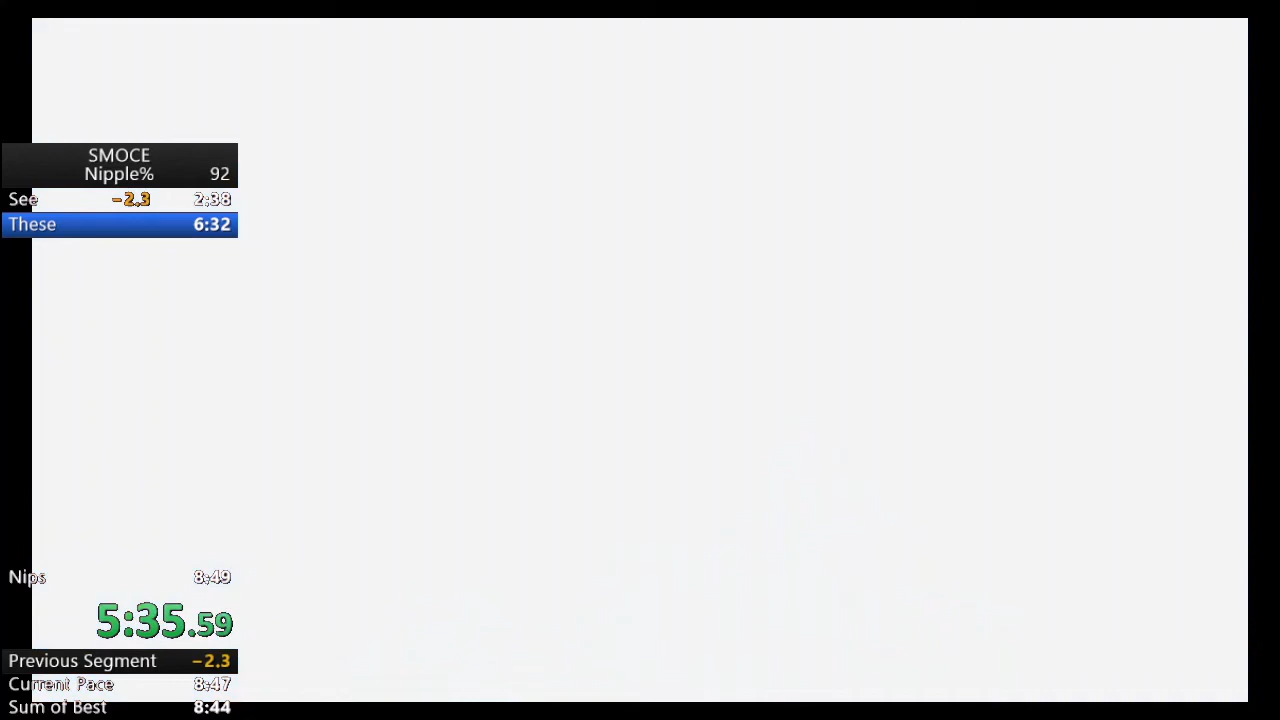 SMOCE
Nipple% 92
See -2.3 2:38
These 6:32
Nips 8:49
5:35.59
Previous Segment -2.3
Current Pace 8:47
Sum of Best 8:44